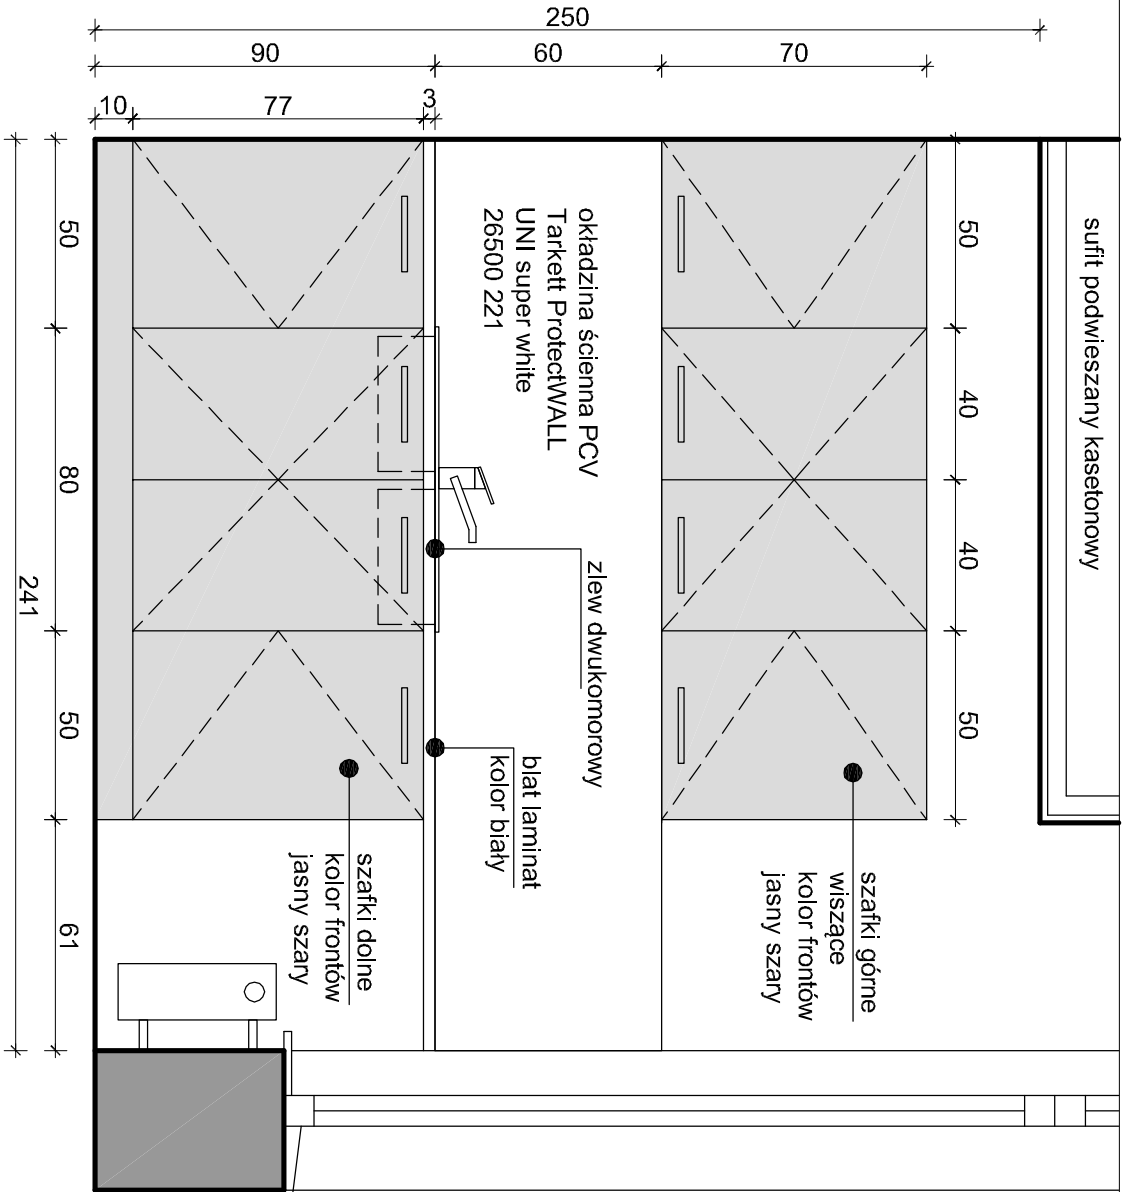 250
90
60
70
10
77
3
50
80
50
61
241
50
40
40
50
sufit podwieszany kasetonowy
okładzina ścienna PCV
Tarkett ProtectWALL
UNI super white
26500 221
zlew dwukomorowy
blat laminat
kolor biały
szafki górne
wiszące
kolor frontów
jasny szary
szafki dolne
kolor frontów
jasny szary